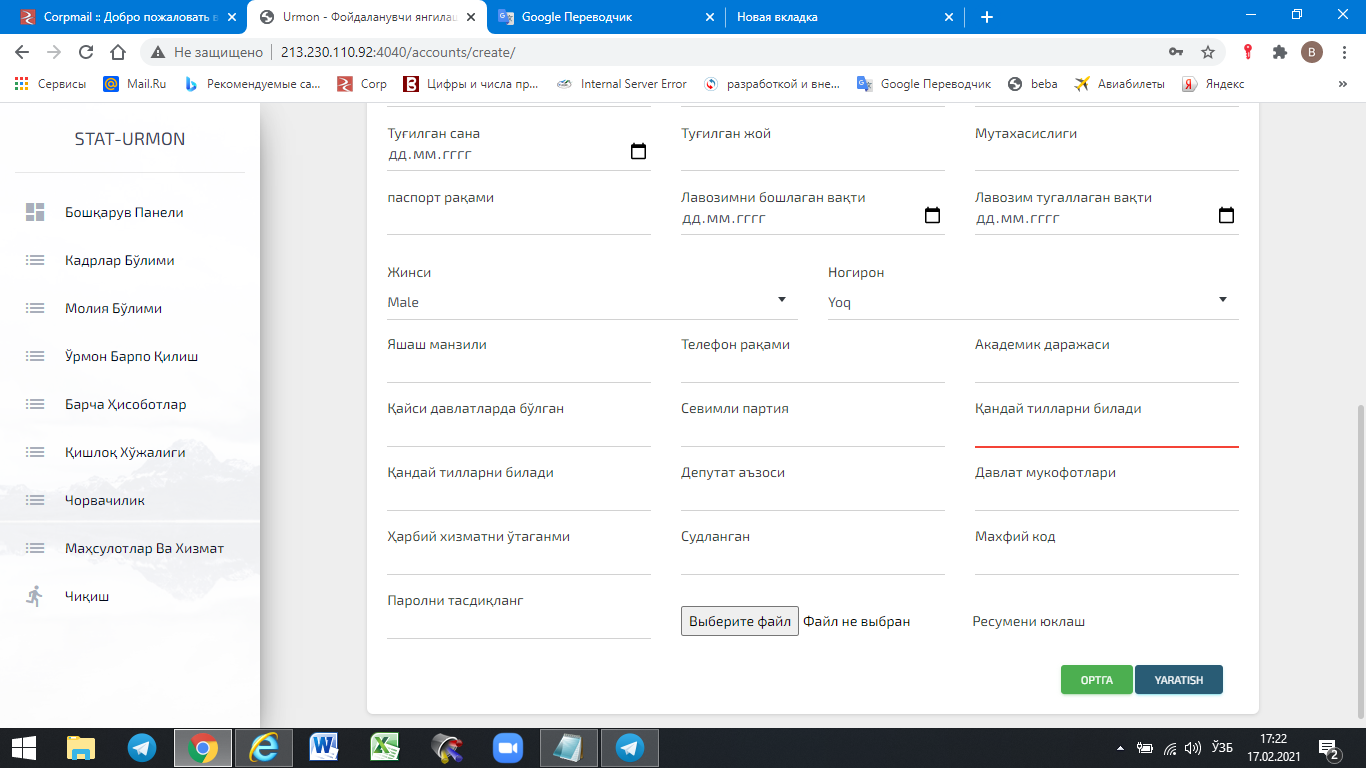 Corpmail :: Добро пожаловать в
Urmon - Фойдаланувчи янгилаш
Google Переводчик
Новая вкладка
Не защищено
213.230.110.92:4040/accounts/create/
B
Сервисы
Mail.Ru
Рекомендуемые са...
Corp
Цифры и числа пр...
Internal Server Error
разработкой и вне...
Google Переводчик
beba
Авиабилеты
Яндекс
»
STAT-URMON
Бошқарув Панели
Кадрлар Бўлими
Молия Бўлими
Ўрмон Барпо Қилиш
Барча Ҳисоботлар
Қишлоқ Хўжалиги
Чорвачилик
Маҳсулотлар Ва Хизмат
Чиқиш
Туғилган сана
дд.мм.гггг
Туғилган жой
Мутахасислиги
паспорт рақами
Лавозимни бошлаган вақти
дд.мм.гггг
Лавозим тугаллаган вақти
дд.мм.гггг
Жинси
Male
Ногирон
Yoq
Яшаш манзили
Телефон рақами
Академик даражаси
Қайси давлатларда бўлган
Севимли партия
Қандай тилларни билади
Қандай тилларни билади
Депутат аъзоси
Давлат мукофотлари
Ҳарбий хизматни ўтаганми
Судланган
Махфий код
Паролни тасдиқланг
Выберите файл
Файл не выбран
Ресумени юклаш
ОРТГА
YARATISH
ЎЗБ
17:22
17.02.2021
2